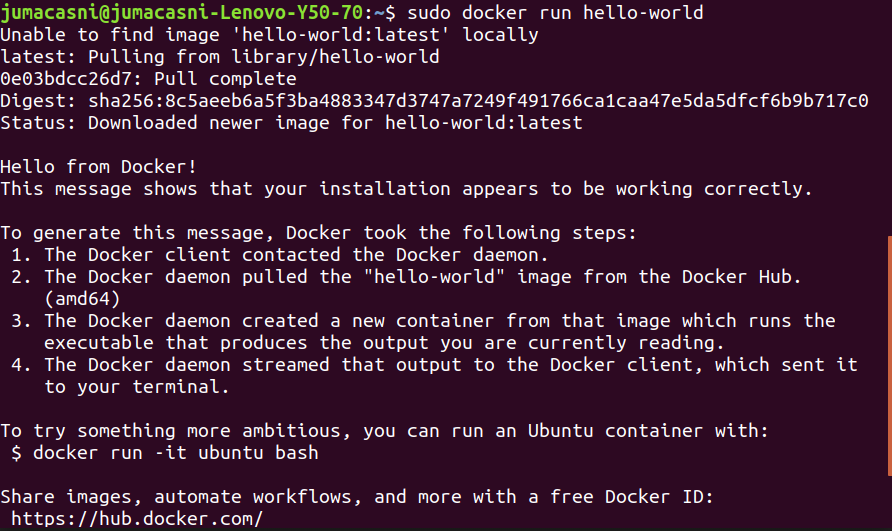 jumacasni@jumacasni-Lenovo-Y50-70:~$ sudo docker run hello-world
Unable to find image 'hello-world:latest' locally
latest: Pulling from library/hello-world
0e03bdcc26d7: Pull complete
Digest: sha256:8c5aeeb6a5f3ba4883347d3747a7249f491766ca1caa47e5da5dfcf6b9b717c0
Status: Downloaded newer image for hello-world:latest
Hello from Docker!
This message shows that your installation appears to be working correctly.
To generate this message, Docker took the following steps:
1. The Docker client contacted the Docker daemon.
2. The Docker daemon pulled the "hello-world" image from the Docker Hub.
(amd64)
3. The Docker daemon created a new container from that image which runs the
executable that produces the output you are currently reading.
4. The Docker daemon streamed that output to the Docker client, which sent it
to your terminal.
To try something more ambitious, you can run an Ubuntu container with:
$ docker run -it ubuntu bash
Share images, automate workflows, and more with a free Docker ID:
https://hub.docker.com/